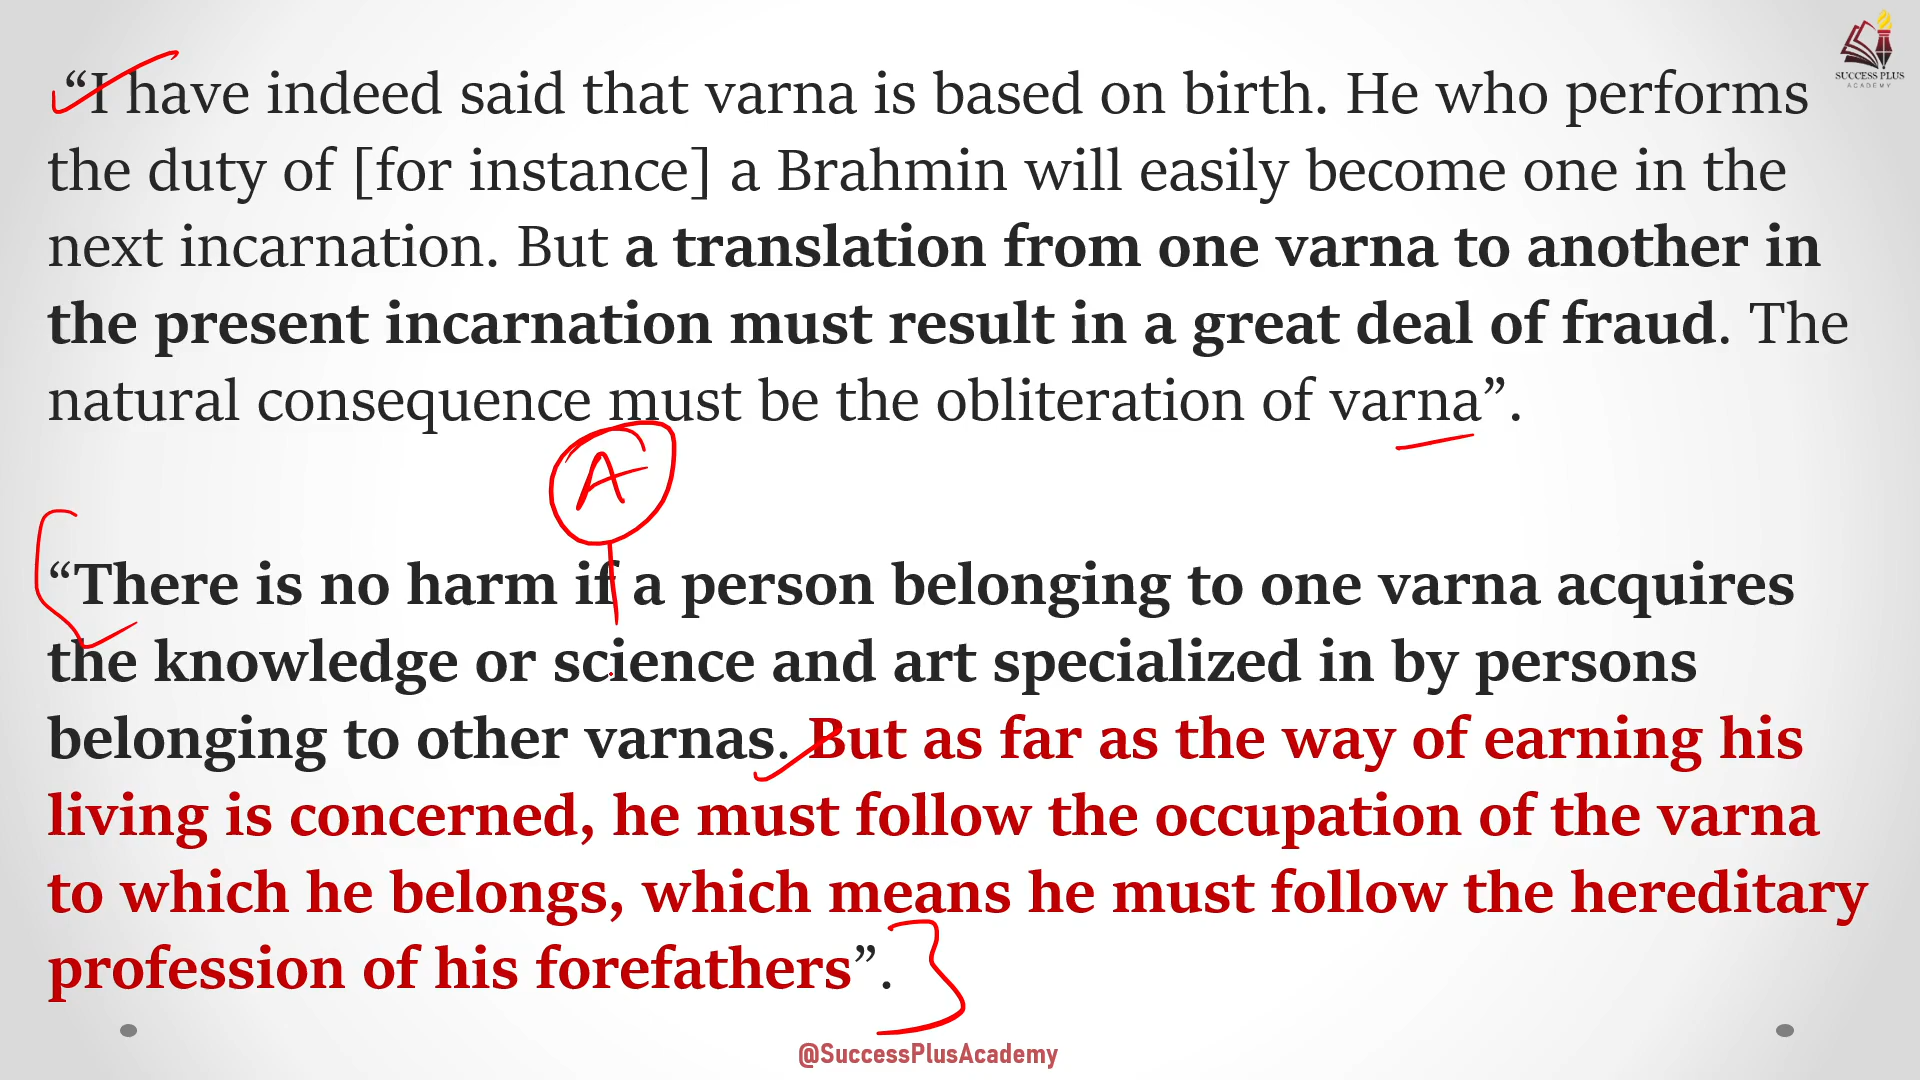 SUCCESS PLUS
ACADEMY
“I have indeed said that varna is based on birth. He who performs
the duty of [for instance] a Brahmin will easily become one in the
next incarnation. But a translation from one varna to another in
the present incarnation must result in a great deal of fraud. The
natural consequence must be the obliteration of varna”.
A
“There is no harm if a person belonging to one varna acquires
the knowledge or science and art specialized in by persons
belonging to other varnas. But as far as the way of earning his
living is concerned, he must follow the occupation of the varna
to which he belongs, which means he must follow the hereditary
profession of his forefathers”.
@SuccessPlusAcademy